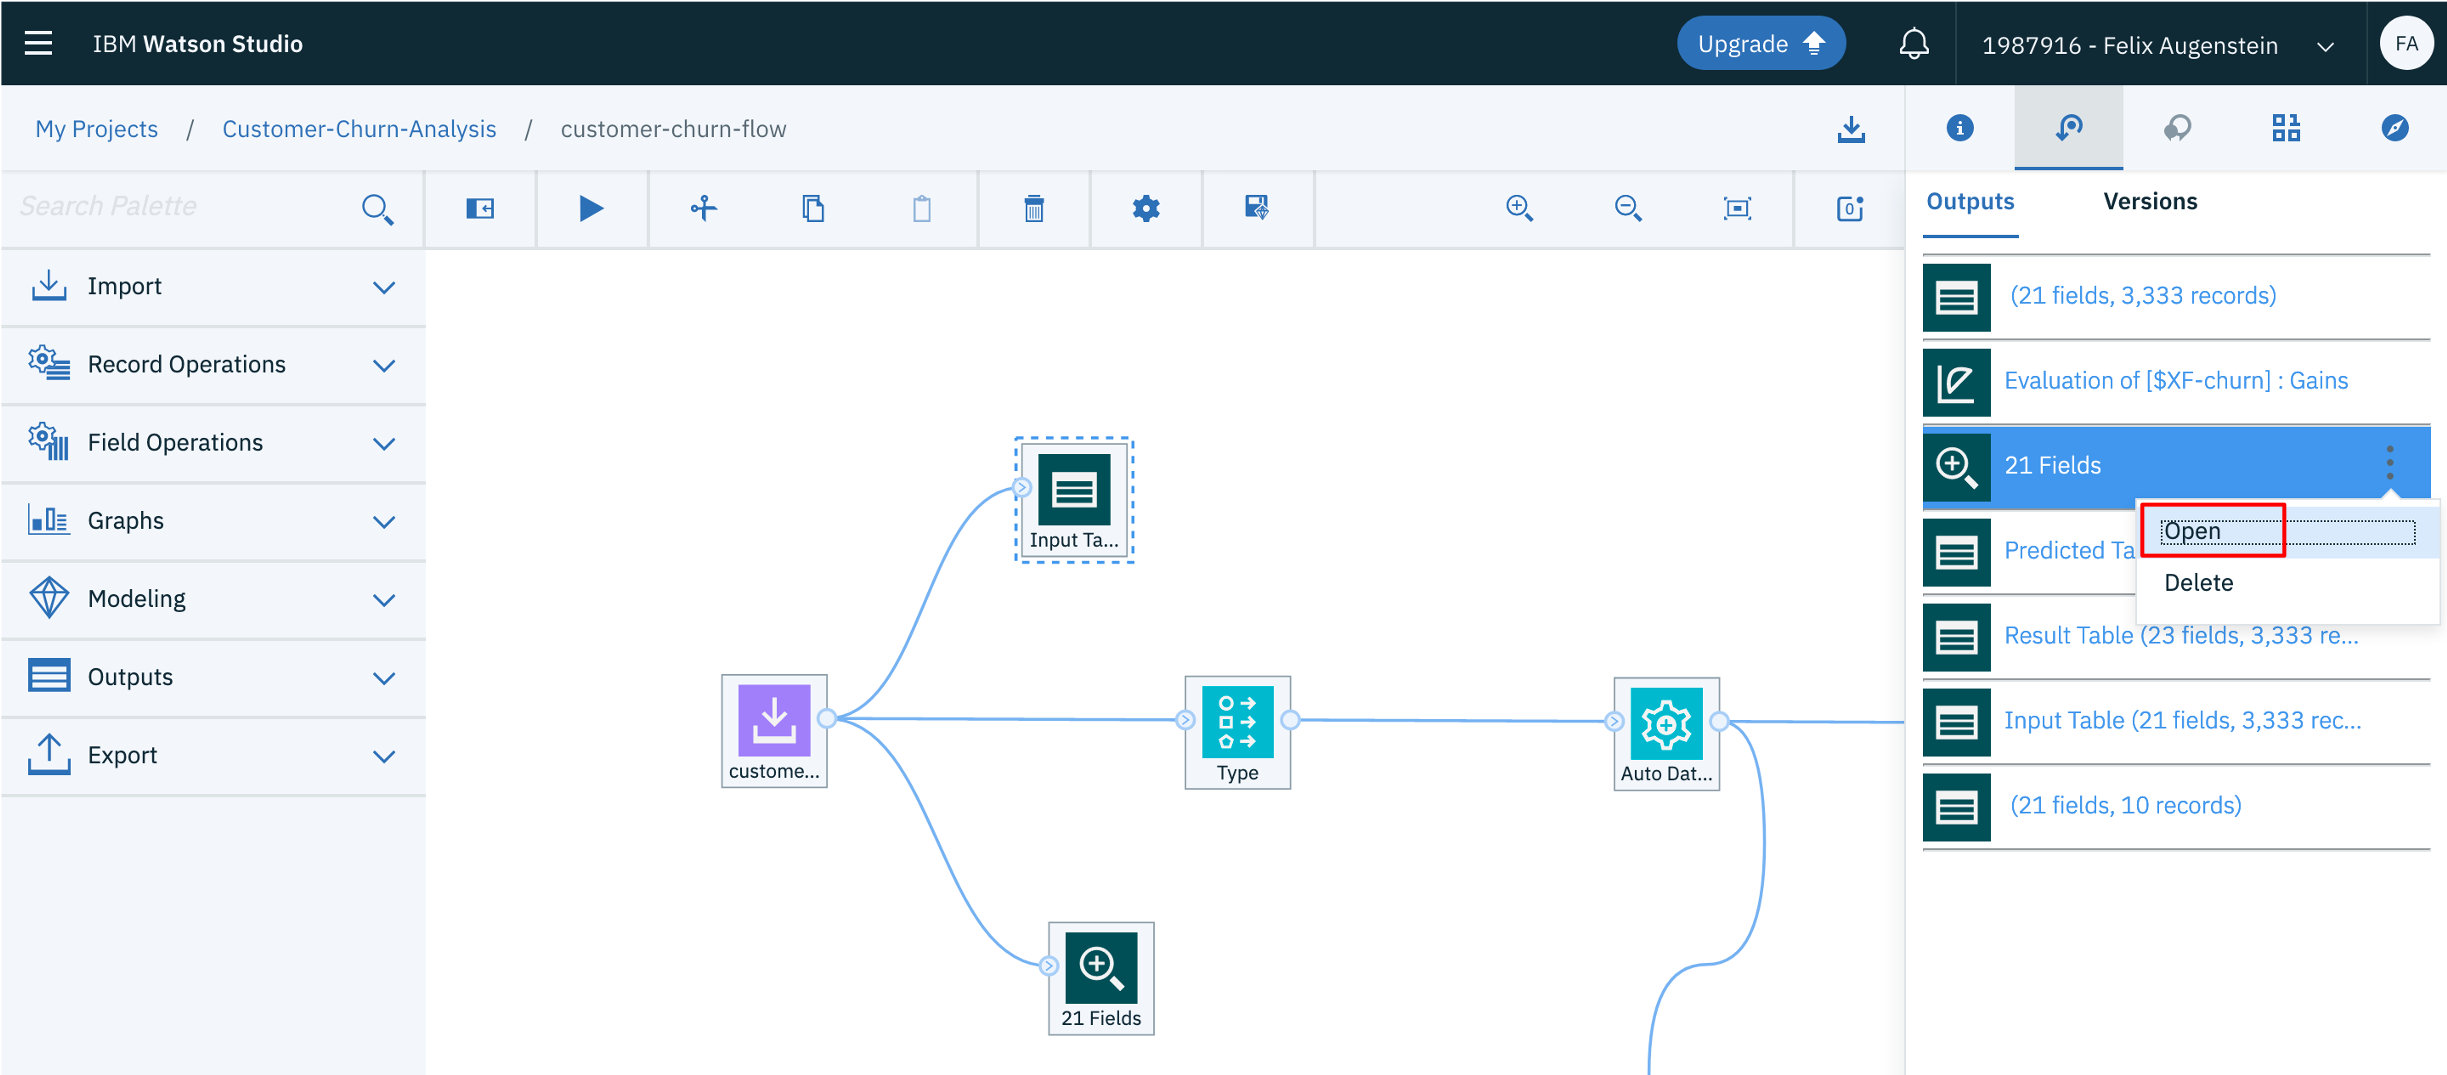 IBM Watson Studio
Upgrade
1987916 - Felix Augenstein
FA
My Projects / Customer-Churn-Analysis / customer-churn-flow
Search Palette
Import
Record Operations
Field Operations
Graphs
Modeling
Outputs
Export
0
Input Ta...
custome...
Type
Auto Dat...
21 Fields
Outputs
Versions
(21 fields, 3,333 records)
Evaluation of [$XF-churn] : Gains
21 Fields
Open
Delete
Predicted Ta
Result Table (23 fields, 3,333 re...
Input Table (21 fields, 3,333 rec...
(21 fields, 10 records)